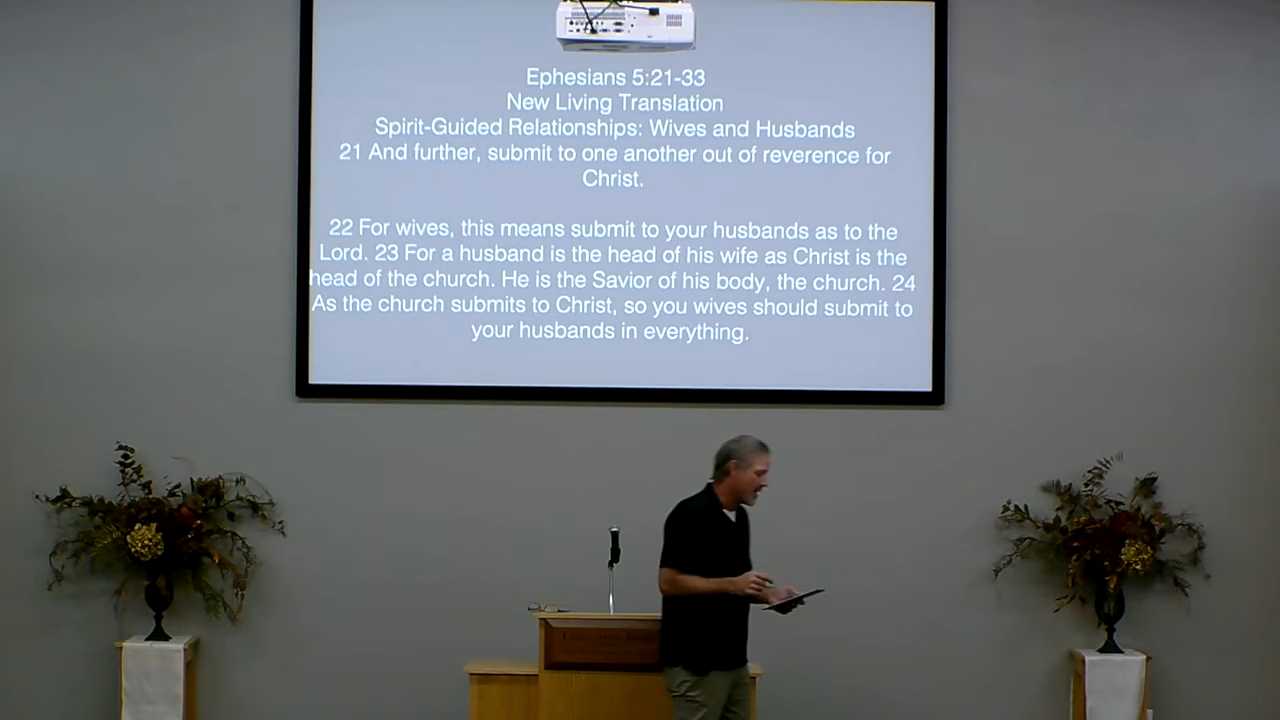 Ephesians 5:21-33
New Living Translation
Spirit-Guided Relationships: Wives and Husbands
21 And further, submit to one another out of reverence for
Christ.
22 For wives, this means submit to your husbands as to the
Lord. 23 For a husband is the head of his wife as Christ is the
head of the church. He is the Savior of his body, the church. 24
As the church submits to Christ, so you wives should submit to
your husbands in everything.